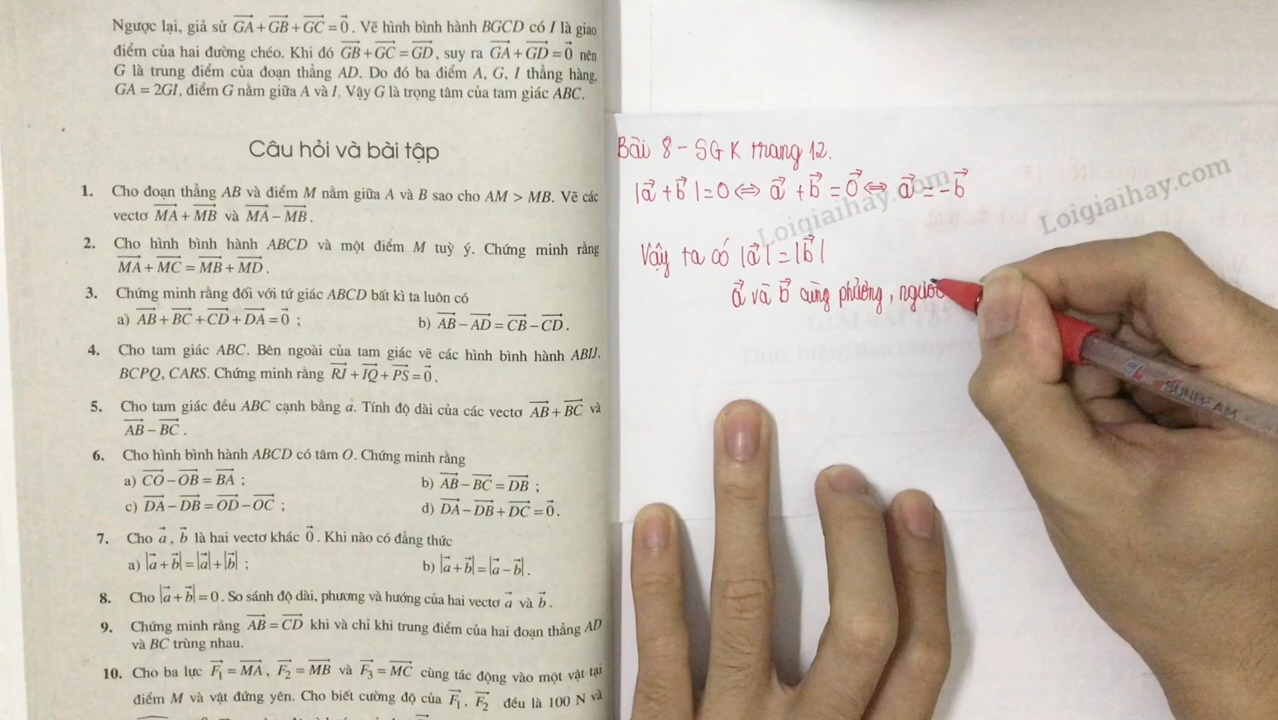 Ngược lại, giả sử $\overrightarrow{GA}+\overrightarrow{GB}+\overrightarrow{GC}=\vec{0}$. Vẽ hình bình hành BGCD có I là giao
điểm của hai đường chéo. Khi đó $\overrightarrow{GB}+\overrightarrow{GC}=\overrightarrow{GD}$, suy ra $\overrightarrow{GA}+\overrightarrow{GD}=\vec{0}$ nên
G là trung điểm của đoạn thẳng AD. Do đó ba điểm A, G, I thẳng hàng,
GA = 2GI, điểm G nằm giữa A và I. Vậy G là trọng tâm của tam giác ABC.
Câu hỏi và bài tập
1. Cho đoạn thẳng AB và điểm M nằm giữa A và B sao cho AM > MB. Vẽ các
vectơ $\overrightarrow{MA}+\overrightarrow{MB}$ và $\overrightarrow{MA}-\overrightarrow{MB}$.
2. Cho hình bình hành ABCD và một điểm M tuỳ ý. Chứng minh rằng
$\overrightarrow{MA}+\overrightarrow{MC}=\overrightarrow{MB}+\overrightarrow{MD}$.
3. Chứng minh rằng đối với tứ giác ABCD bất kì ta luôn có
a) $\overrightarrow{AB}+\overrightarrow{BC}+\overrightarrow{CD}+\overrightarrow{DA}=\vec{0}$ ; b) $\overrightarrow{AB}-\overrightarrow{AD}=\overrightarrow{CB}-\overrightarrow{CD}$.
4. Cho tam giác ABC. Bên ngoài của tam giác vẽ các hình bình hành ABIJ,
BCPQ, CARS. Chứng minh rằng $\overrightarrow{RJ}+\overrightarrow{IQ}+\overrightarrow{PS}=\vec{0}$.
5. Cho tam giác đều ABC cạnh bằng a. Tính độ dài của các vectơ $\overrightarrow{AB}+\overrightarrow{BC}$ và
$\overrightarrow{AB}-\overrightarrow{BC}$.
6. Cho hình bình hành ABCD có tâm O. Chứng minh rằng
a) $\overrightarrow{CO}-\overrightarrow{OB}=\overrightarrow{BA}$ ; b) $\overrightarrow{AB}-\overrightarrow{BC}=\overrightarrow{DB}$ ;
c) $\overrightarrow{DA}-\overrightarrow{DB}=\overrightarrow{OD}-\overrightarrow{OC}$ ; d) $\overrightarrow{DA}-\overrightarrow{DB}+\overrightarrow{DC}=\vec{0}$.
7. Cho $\vec{a}$, $\vec{b}$ là hai vectơ khác $\vec{0}$. Khi nào có đẳng thức
a) $|\vec{a}+\vec{b}|=|\vec{a}|+|\vec{b}|$ ; b) $|\vec{a}+\vec{b}|=|\vec{a}-\vec{b}|$.
8. Cho $|\vec{a}+\vec{b}|=0$. So sánh độ dài, phương và hướng của hai vectơ $\vec{a}$ và $\vec{b}$.
9. Chứng minh rằng $\overrightarrow{AB}=\overrightarrow{CD}$ khi và chỉ khi trung điểm của hai đoạn thẳng AD
và BC trùng nhau.
10. Cho ba lực $\vec{F_1}=\overrightarrow{MA}$, $\vec{F_2}=\overrightarrow{MB}$ và $\vec{F_3}=\overrightarrow{MC}$ cùng tác động vào một vật tại
điểm M và vật đứng yên. Cho biết cường độ của $\vec{F_1}$, $\vec{F_2}$ đều là 100 N và
Bài 8 - SGK trang 12.
$|\vec{a}+\vec{b}|=0 \Leftrightarrow \vec{a}+\vec{b}=\vec{0} \Leftrightarrow \vec{a}=-\vec{b}$
Vậy ta có $|\vec{a}|=|\vec{b}|$
$\vec{a}$ và $\vec{b}$ cùng phương, ngược
Loigiaihay.com
Loigiaihay.com
SUNBEAM